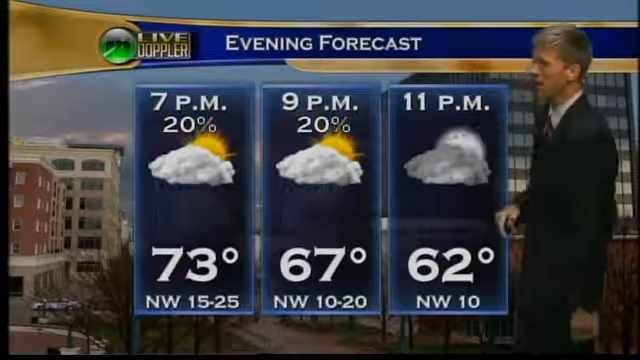 LIVE
DOPPLER
EVENING FORECAST
7 P.M.
20%
73°
NW 15-25
9 P.M.
20%
67°
NW 10-20
11 P.M.
62°
NW 10